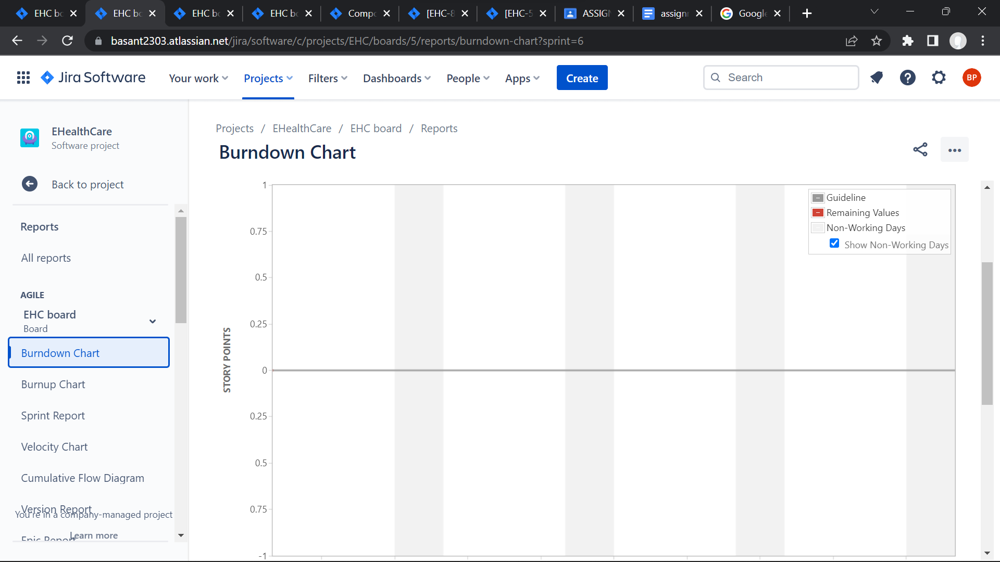 EHC bo
EHC bo
EHC bo
EHC bo
Compo
[EHC-8
[EHC-5
ASSIGN
assignm
Google
basant2303.atlassian.net/jira/software/c/projects/EHC/boards/5/reports/burndown-chart?sprint=6
Jira Software
Your work
Projects
Filters
Dashboards
People
Apps
Create
Search
BP
EHealthCare
Software project
Back to project
Reports
All reports
AGILE
EHC board
Board
Burndown Chart
Burnup Chart
Sprint Report
Velocity Chart
Cumulative Flow Diagram
Version Report
You're in a company-managed project
Epic Report
Learn more
Projects / EHealthCare / EHC board / Reports
Burndown Chart
STORY POINTS
1
0.75
0.5
0.25
0
0.25
0.5
0.75
-1
Guideline
Remaining Values
Non-Working Days
Show Non-Working Days